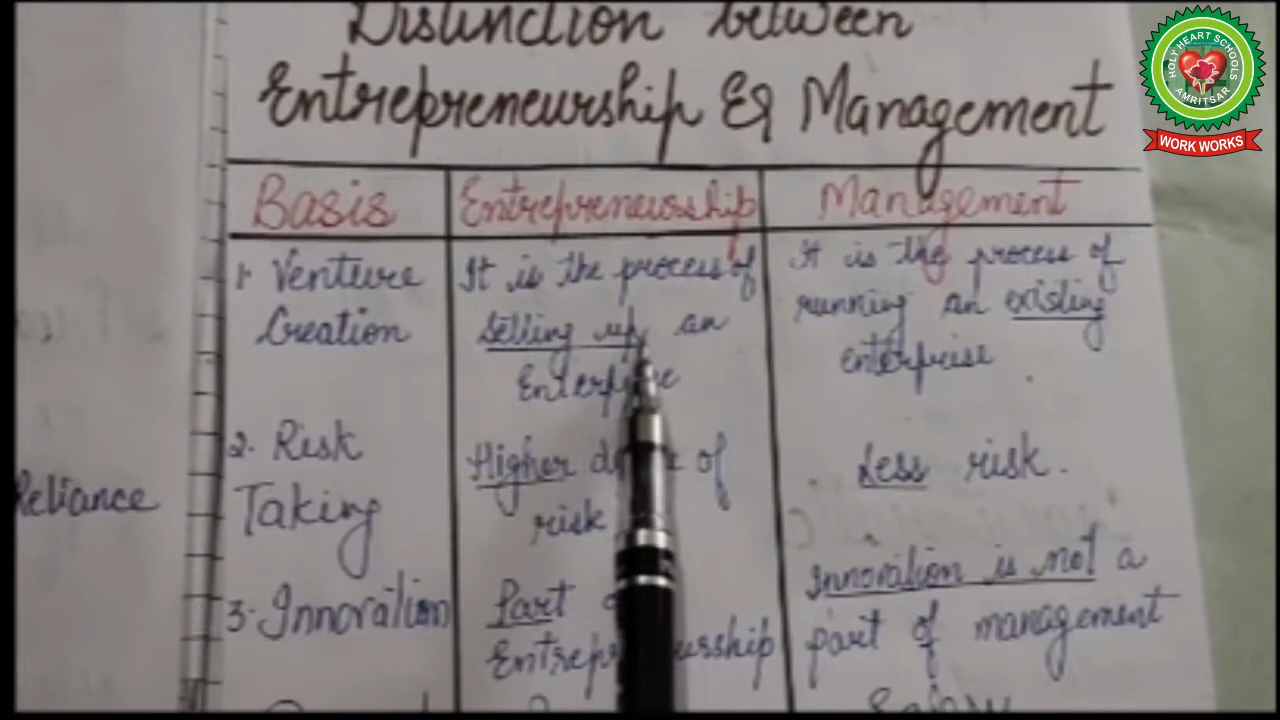 Distinction between
Entrepreneurship & Management
Basis Entrepreneurship Management
1. Venture Creation
It is the process of
setting up an
Enterprise
It is the process of
running an existing
enterprise
2. Risk
Taking
Higher of
risk
Less risk.
3. Innovation
Part
Entrepreneurship
Innovation is not a
part of management
Salary
Reliance
HOLY HEART SCHOOLS
AMRITSAR
WORK WORKS